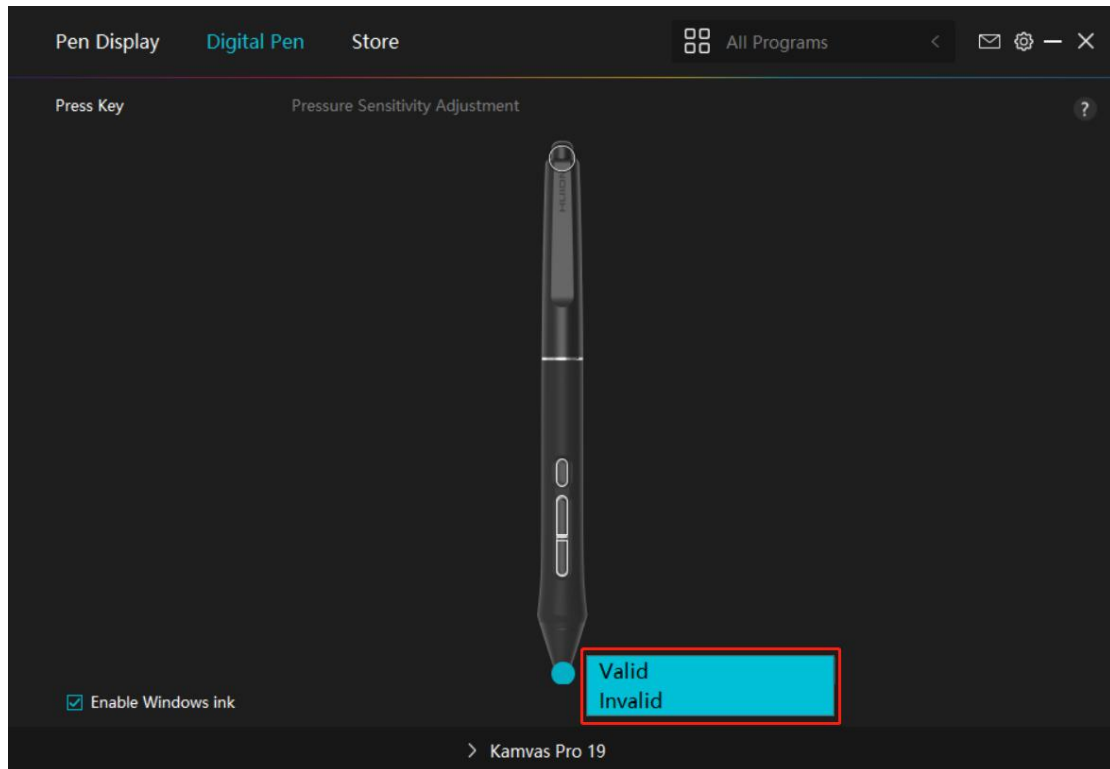 Pen Display Digital Pen Store All Programs
Press Key Pressure Sensitivity Adjustment ?
HUION
Valid
Invalid
Enable Windows ink
Kamvas Pro 19